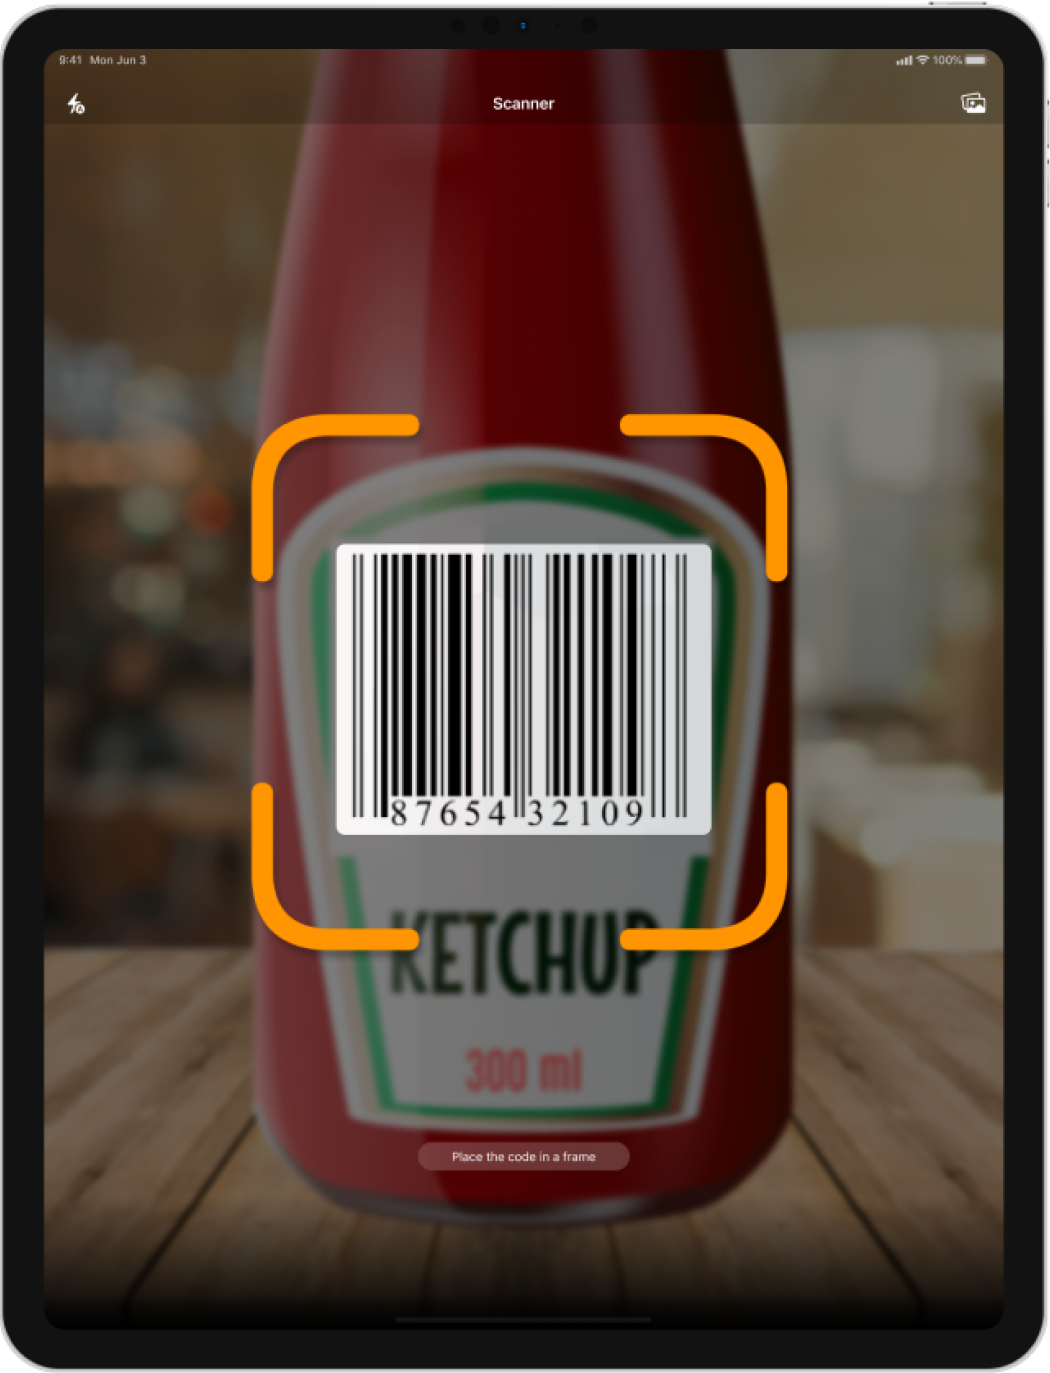 9:41 Mon Jun 3
100%
Scanner
87654 32109
KETCHUP
300 ml
Place the code in a frame